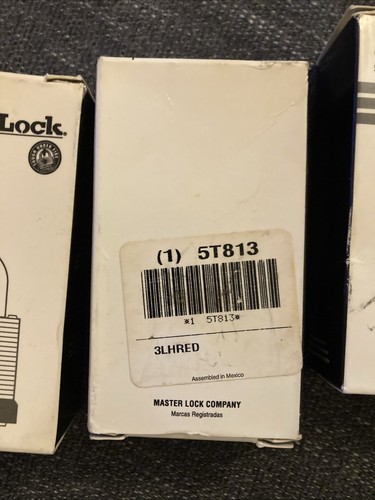 Lock.
(1) 5T813
*1 5T813*
3LHRED
Assembled in Mexico
MASTER LOCK COMPANY
Marcas Registradas